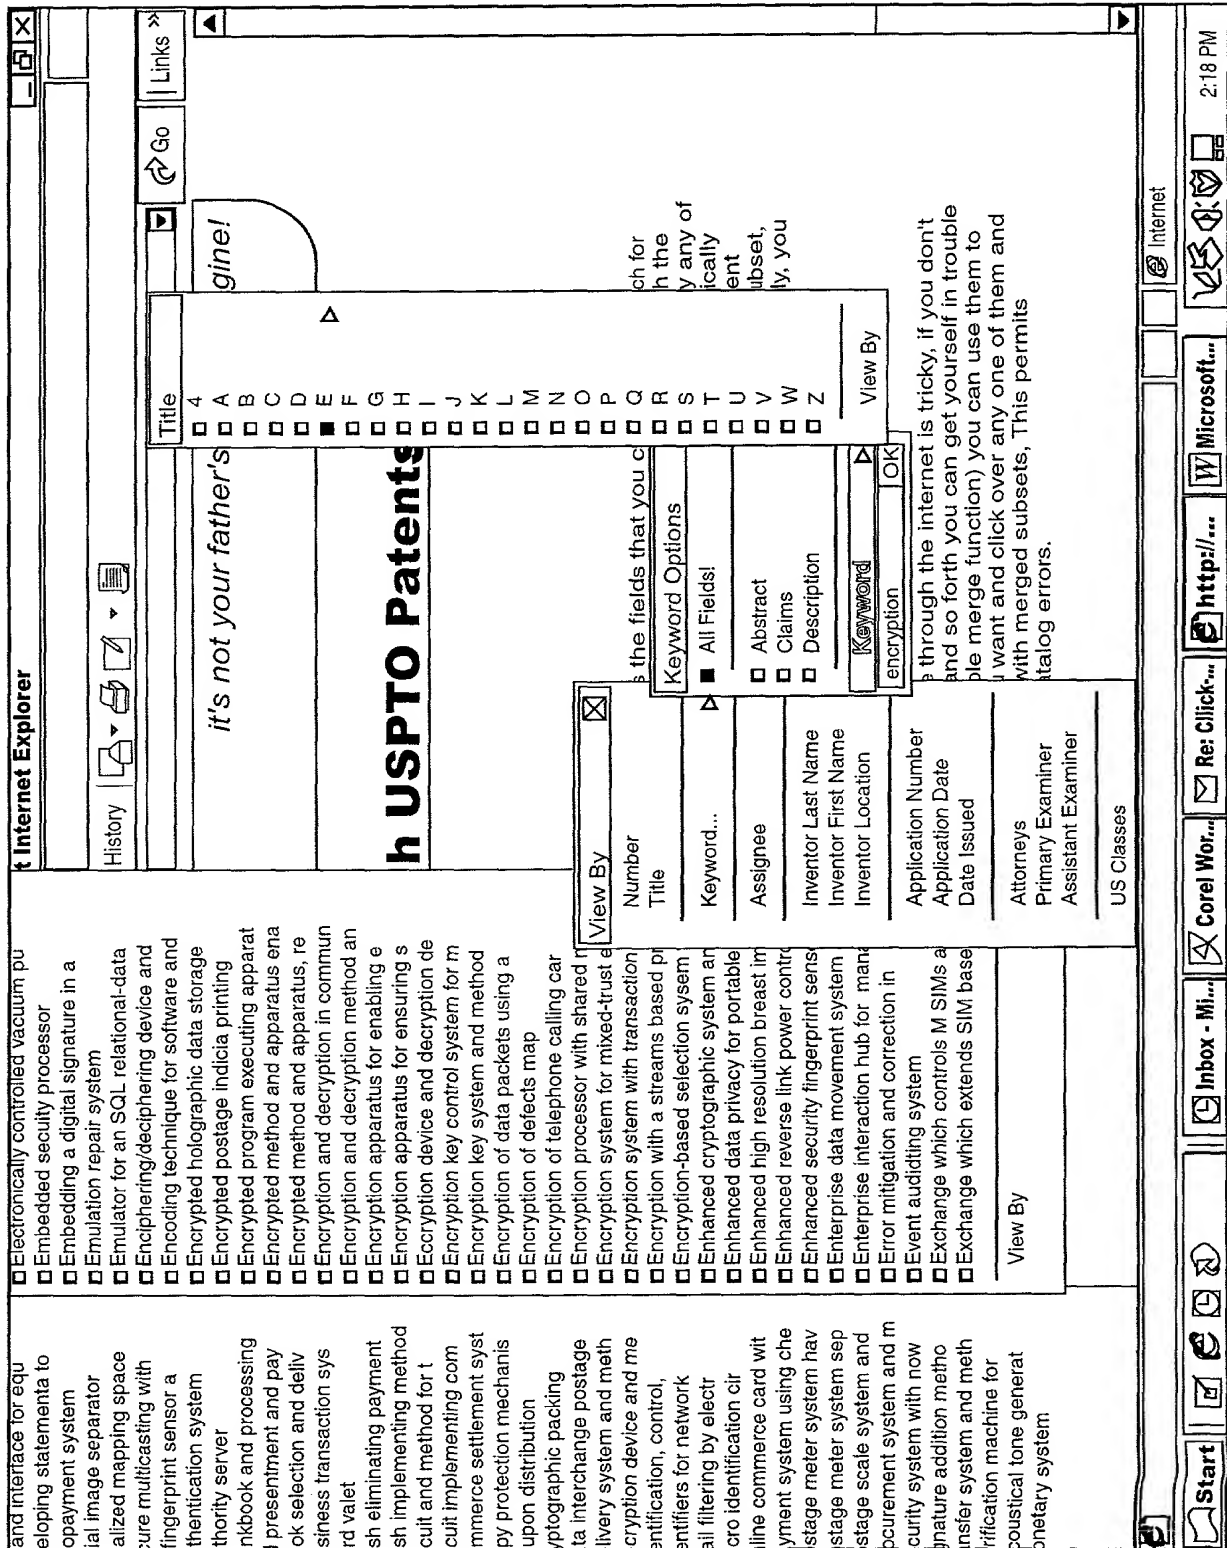 t Internet Explorer
History
Go
Links »
it's not your father's
gine!
h USPTO Patents
s the fields that you c
ch for
h the
y any of
ically
ent
ubset,
ly, you
e through the internet is tricky, if you don't
and so forth you can get yourself in trouble
ple merge function) you can use them to
u want and click over any one of them and
with merged subsets, This permits
atalog errors.
and interface for equ
eloping statementa to
opayment system
ial image separator
alized mapping space
cure multicasting with
fingerprint sensor a
thentication system
thority server
nkbook and processing
l presentment and pay
ok selection and deliv
siness transaction sys
rd valet
sh eliminating payment
sh implementing method
cuit and method for t
cuit implementing com
mmerce settlement syst
py protection mechanis
upon distribution
yptographic packing
ta interchange postage
livery system and meth
cryption device and me
entification, control,
entifiers for network
ail filtering by electr
cro identification cir
line commerce card wit
yment system using che
stage meter system hav
stage meter system sep
stage scale system and
ocurement system and m
curity system with now
gnature addition metho
ansfer system and meth
rification machine for
coustical tone generat
onetary system
Electronically controlled vacuum pu
Embedded secuity processor
Embedding a digital signature in a
Emulation repair system
Emulator for an SQL relational-data
Enciphering/deciphering device and
Encoding technique for software and
Encrypted holographic data storage
Encrypted postage indicia printing
Encrypted program executing apparat
Encrypted method and apparatus ena
Encrypted method and apparatus, re
Encryption and decryption in commun
Encryption and decryption method an
Encryption apparatus for enabling e
Encryption apparatus for ensuring s
Eccryption device and decryption de
Encryption key control system for m
Encryption key system and method
Encryption of data packets using a
Encryption of defects map
Encryption of telephone calling car
Encryption processor with shared m
Encryption system for mixed-trust e
Encryption system with transaction
Encryption with a streams based pr
Encryption-based selection sysem
Enhanced cryptographic system an
Enhanced data privacy for portable
Enhanced high resolution breast im
Enhanced reverse link power contro
Enhanced security fingerprint sense
Enterprise data movement system
Enterprise interaction hub for mana
Error mitigation and correction in
Event audidting system
Exchange which controls M SIMs a
Exchange which extends SIM base
View By
View By
Number
Title
Keyword...
Assignee
Inventor Last Name
Inventor First Name
Inventor Location
Application Number
Application Date
Date Issued
Attorneys
Primary Examiner
Assistant Examiner
US Classes
Keyword Options
All Fields!
Abstract
Claims
Description
Keyword
encryption
OK
Title
4
A
B
C
D
E
F
G
H
I
J
K
L
M
N
O
P
Q
R
S
T
U
V
W
Z
View By
Internet
Start
Inbox - Mi...
Corel Wor...
Re: Cllick-...
http://...
Microsoft...
2:18 PM